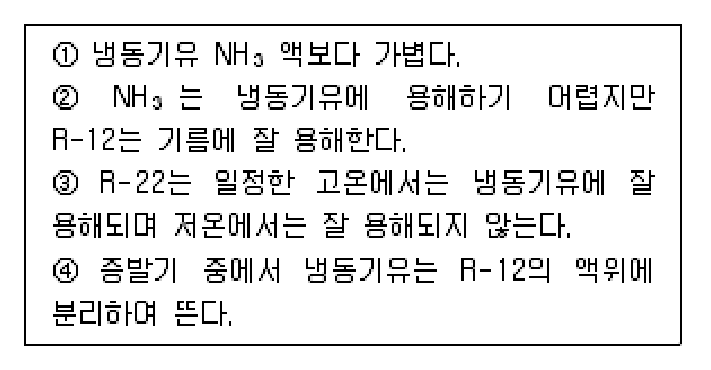 ① 냉동기유 NH₃ 액보다 가볍다.
② NH₃ 는 냉동기유에 용해하기 어렵지만
R-12는 기름에 잘 용해한다.
③ R-22는 일정한 고온에서는 냉동기유에 잘
용해되며 저온에서는 잘 용해되지 않는다.
④ 증발기 중에서 냉동기유는 R-12의 액위에
분리하여 뜬다.